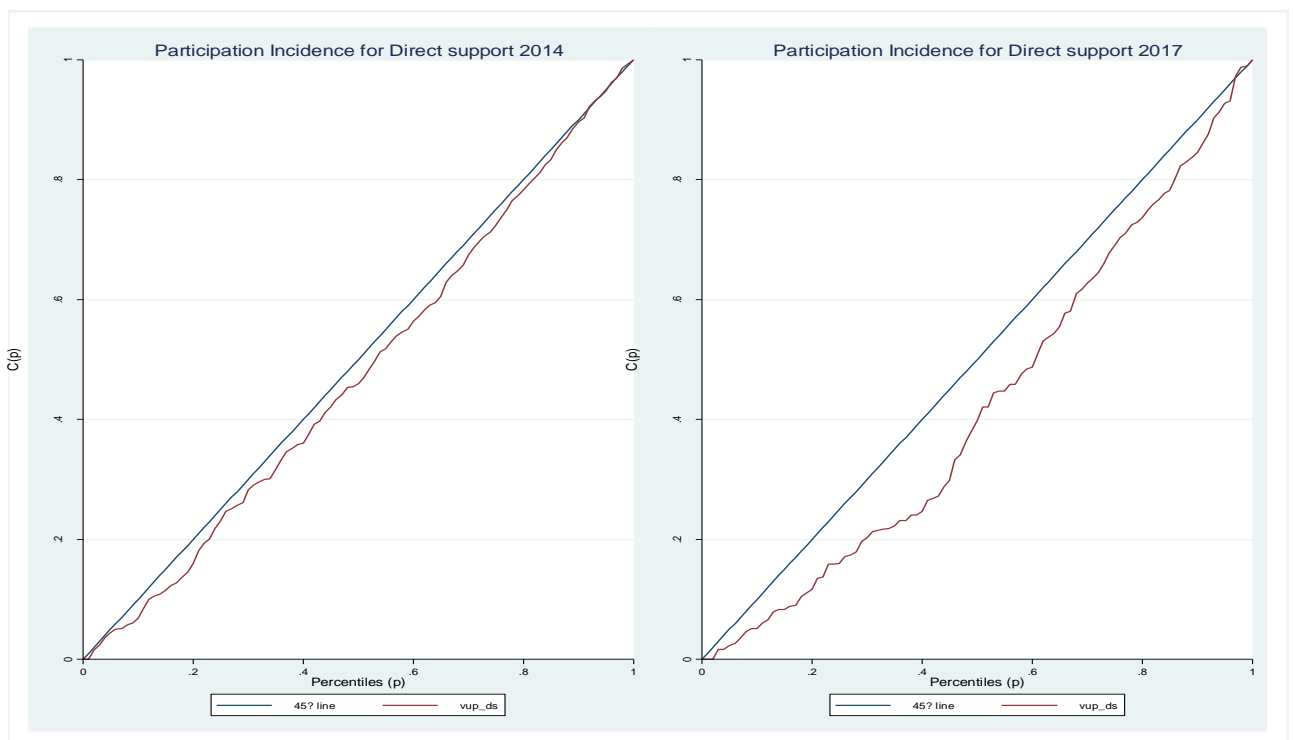 Participation Incidence for Direct support 2014
1
.8
.6
C(p)
.4
.2
0
0 .2 .4 .6 .8 1
Percentiles (p)
45? line vup_ds
Participation Incidence for Direct support 2017
1
.8
.6
C(p)
.4
.2
0
0 .2 .4 .6 .8 1
Percentiles (p)
45? line vup_ds